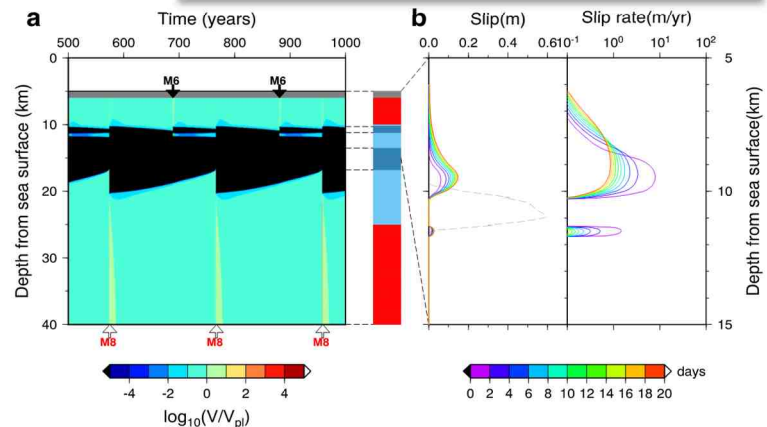 a
Time (years)
500 600 700 800 900 1000
Depth from sea surface (km)
0
10
20
30
40
M6 M6
M8 M8 M8
-4 -2 0 2 4
log10(V/Vpl)
b
Slip(m)
0.0 0.2 0.4 0.6
Slip rate(m/yr)
10-1 100 101 102
5
10
15
Depth from sea surface(km)
0 2 4 6 8 10 12 14 16 18 20 days